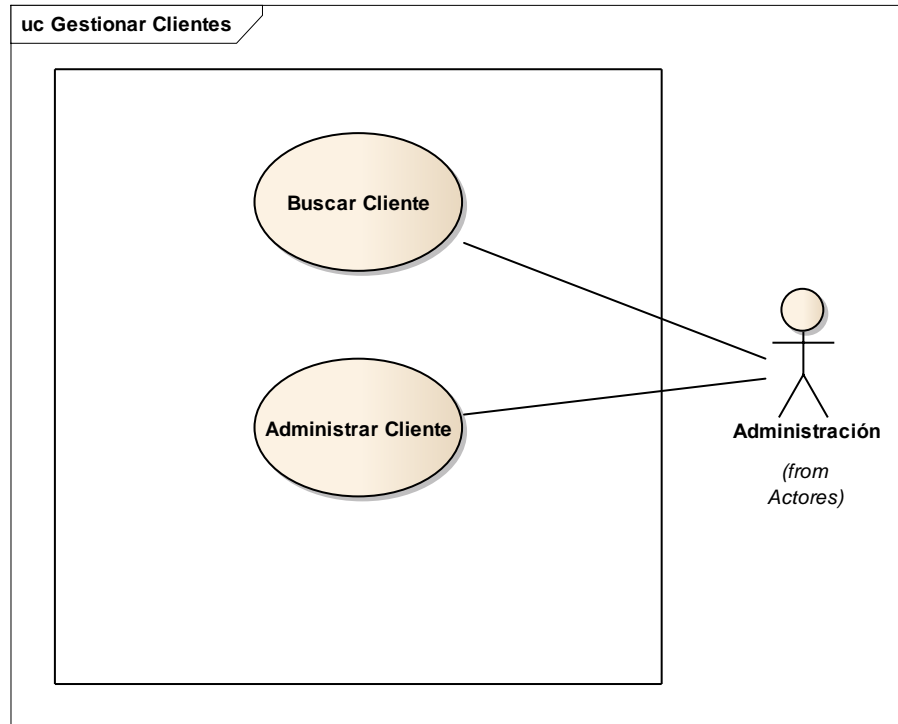 uc Gestionar Clientes
Buscar Cliente
Administrar Cliente
Administración
(from
Actores)